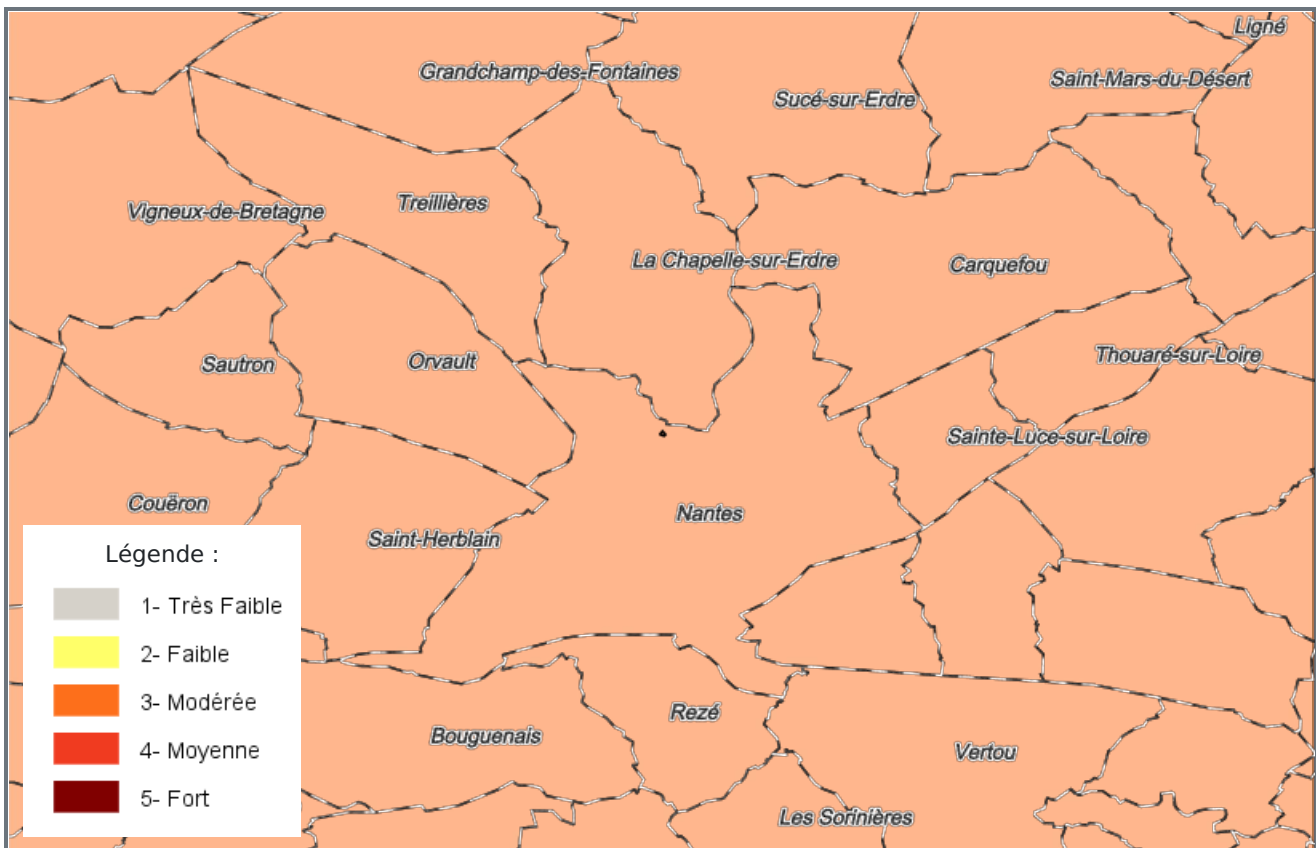 Ligné
Grandchamp-des-Fontaines
Saint-Mars-du-Désert
Sucé-sur-Erdre
Treillières
Vigneux-de-Bretagne
La Chapelle-sur-Erdre
Carquefou
Thouaré-sur-Loire
Sautron
Orvault
Sainte-Luce-sur-Loire
Couëron
Nantes
Saint-Herblain
Légende :
1- Très Faible
2- Faible
3- Modérée
4- Moyenne
5- Fort
Rezé
Bouguenais
Vertou
Les Sorinières